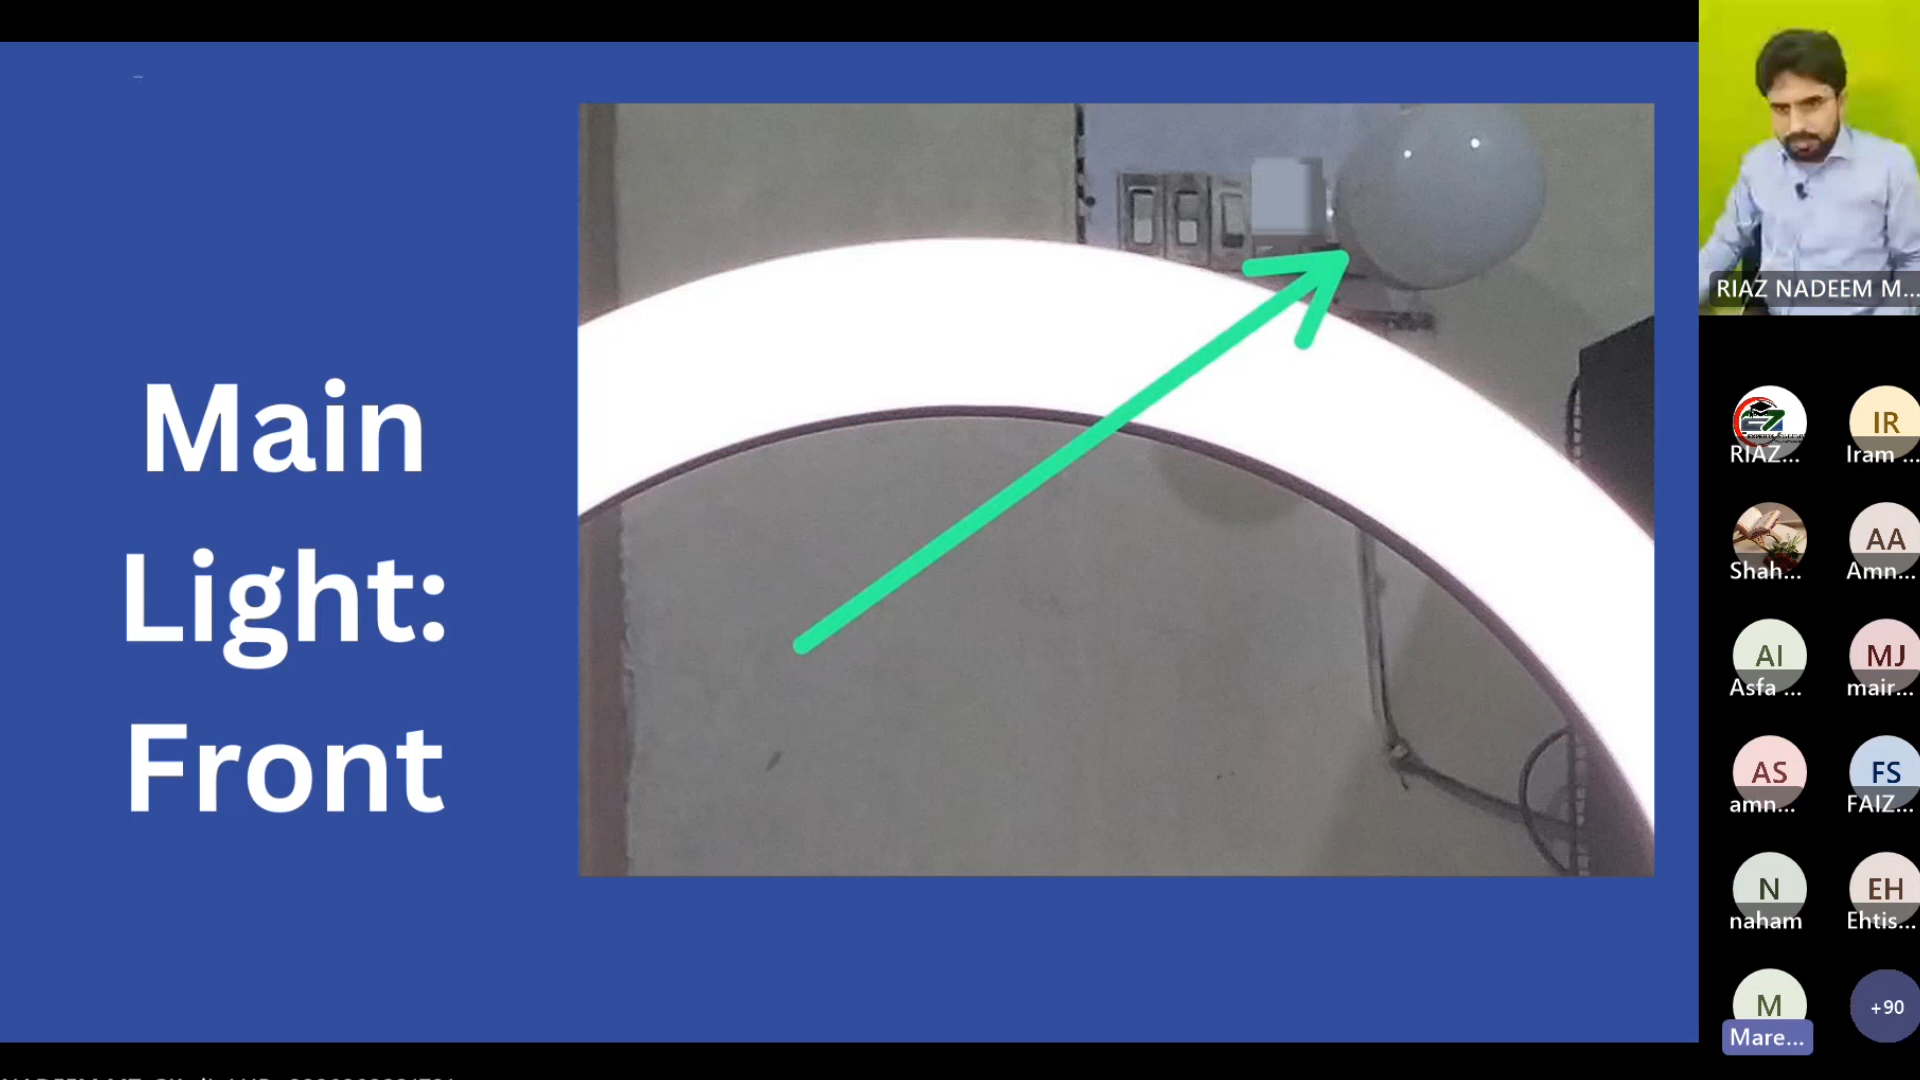 Main
Light:
Front
RIAZ NADEEM M...
RIAZ...
IR
Iram ...
Shah...
AA
Amn...
AI
Asfa ...
MJ
mair...
AS
amn...
FS
FAIZ...
N
naham
EH
Ehtis...
M
Mare...
+90